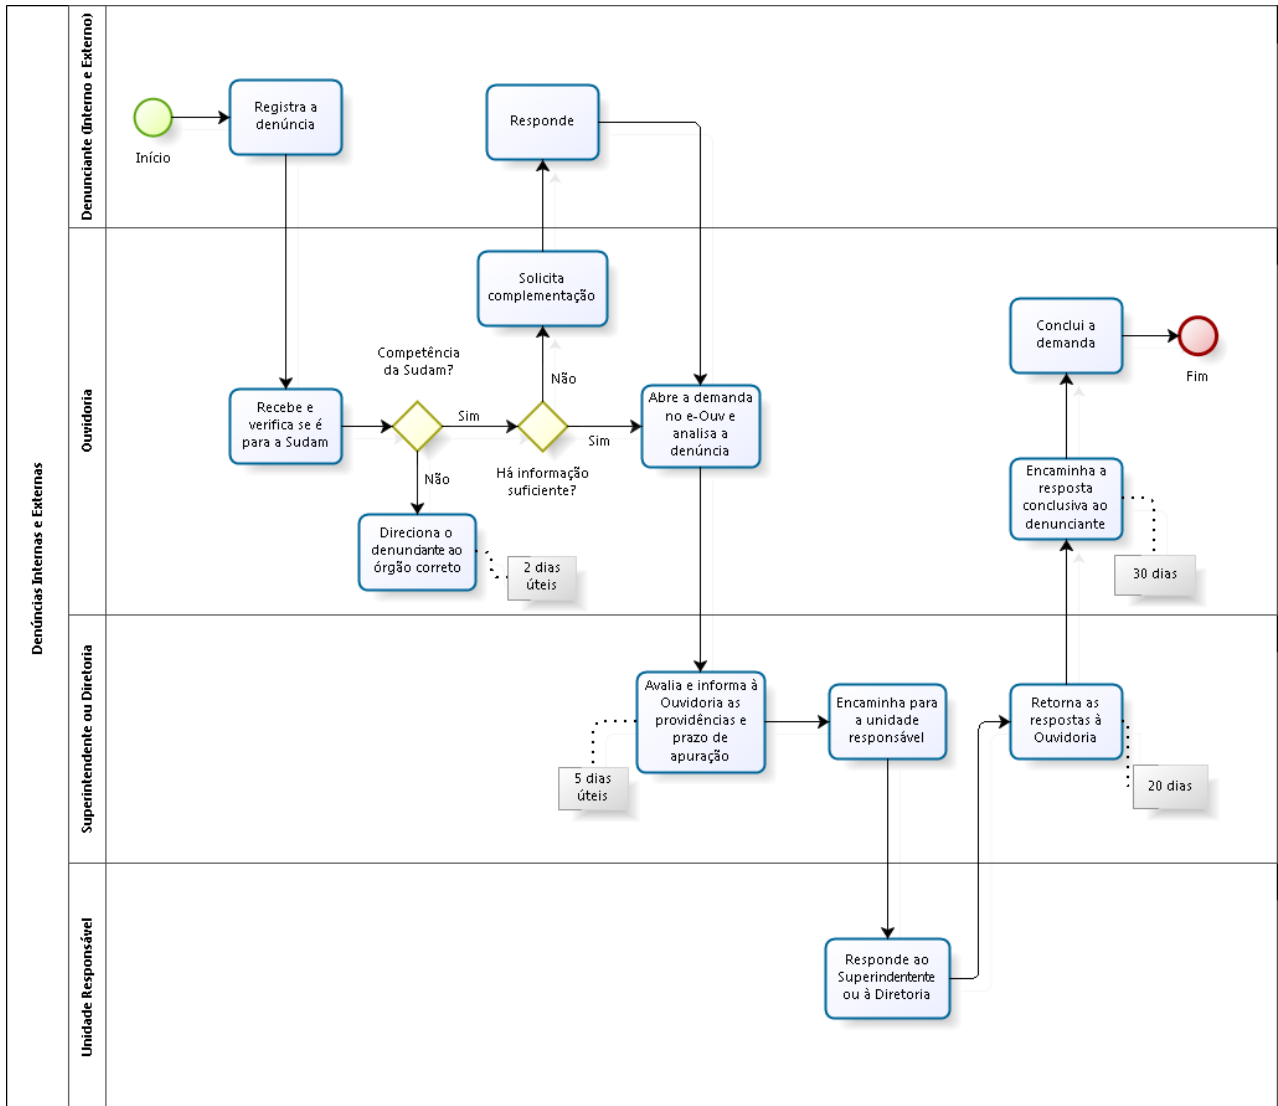 Denúncias Internas e Externas
Denunciante (Interno e Externo)
Início
Registra a
denúncia
Responde
Ouvidoria
Solicita
complementação
Competência
da Sudam?
Recebe e
verifica se é
para a Sudam
Sim
Não
Não
Há informação
suficiente?
Sim
Direciona o
denunciante ao
órgão correto
2 dias
úteis
Abre a demanda
no e-Ouv e
analisa a
denúncia
Conclui a
demanda
Fim
Encaminha a
resposta
conclusiva ao
denunciante
30 dias
Superintendente ou Diretoria
Avalia e informa à
Ouvidoria as
providências e
prazo de
apuração
5 dias
úteis
Encaminha para
a unidade
responsável
Retorna as
respostas à
Ouvidoria
20 dias
Unidade Responsável
Responde ao
Superindentente
ou à Diretoria